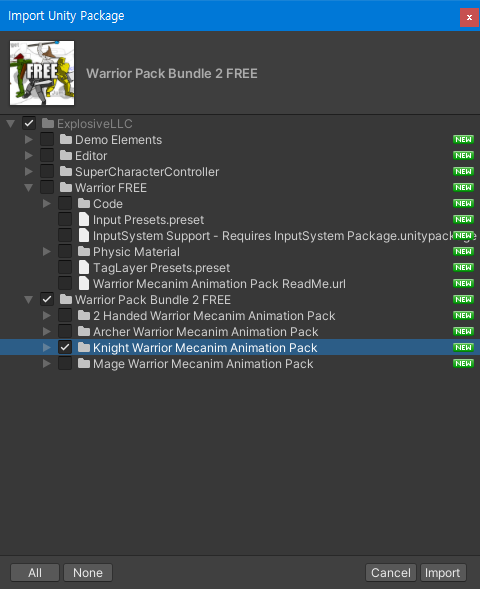 Import Unity Package
x
FREE
Warrior Pack Bundle 2 FREE
ExplosiveLLC
Demo Elements NEW
Editor NEW
SuperCharacterController NEW
Warrior FREE
Code NEW
Input Presets.preset NEW
InputSystem Support - Requires InputSystem Package.unitypackage NEW
Physic Material NEW
TagLayer Presets.preset NEW
Warrior Mecanim Animation Pack ReadMe.url NEW
Warrior Pack Bundle 2 FREE NEW
2 Handed Warrior Mecanim Animation Pack NEW
Archer Warrior Mecanim Animation Pack NEW
Knight Warrior Mecanim Animation Pack NEW
Mage Warrior Mecanim Animation Pack NEW
All None Cancel Import